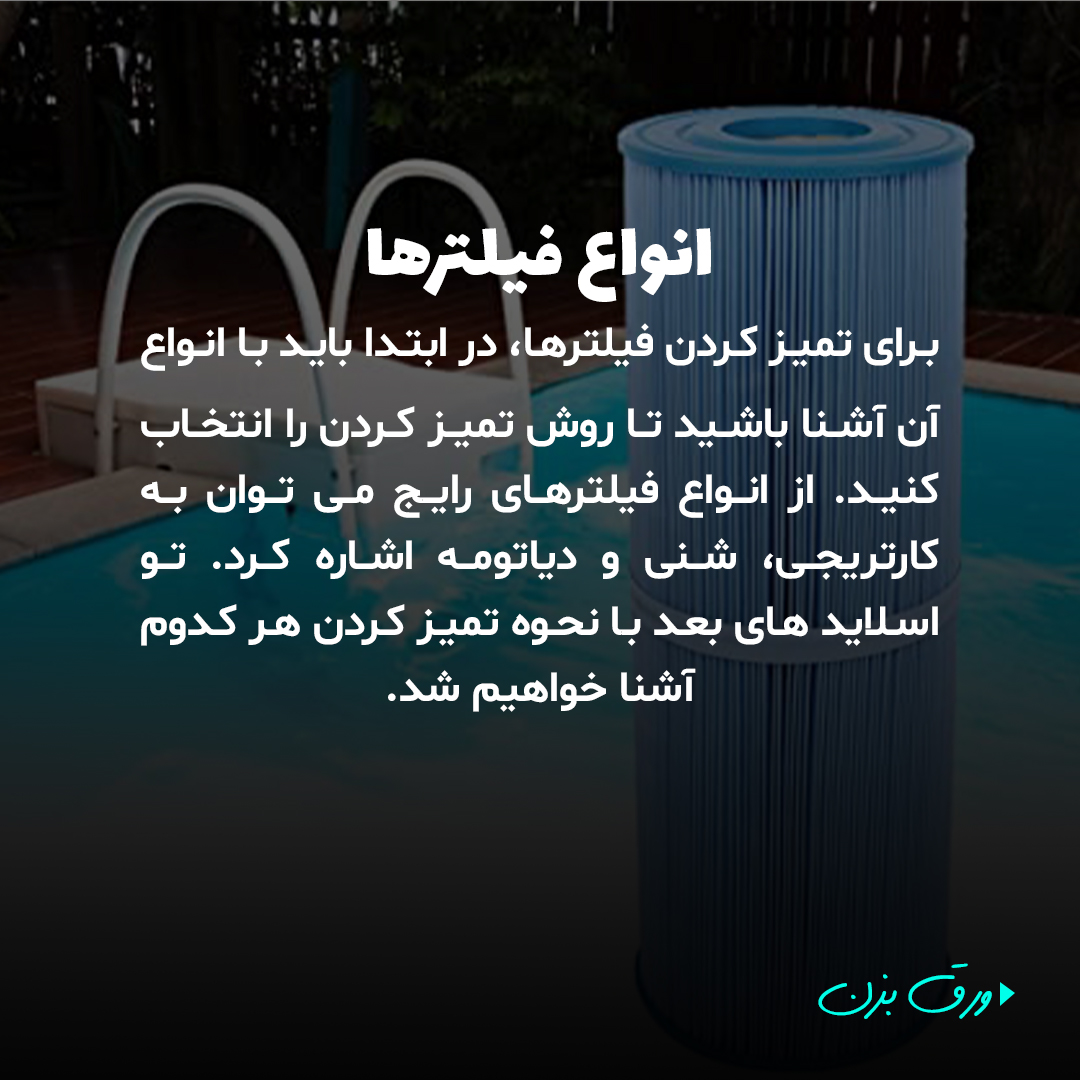 انواع فیلترها
برای تمیز کردن فیلترها، در ابتدا باید با انواع
آن آشنا باشید تا روش تمیز کردن را انتخاب
کنید. از انواع فیلترهای رایج می توان به
کارتریجی، شنی و دیاتومه اشاره کرد. تو
اسلاید های بعد با نحوه تمیز کردن هر کدوم
آشنا خواهیم شد.
ورق بزن